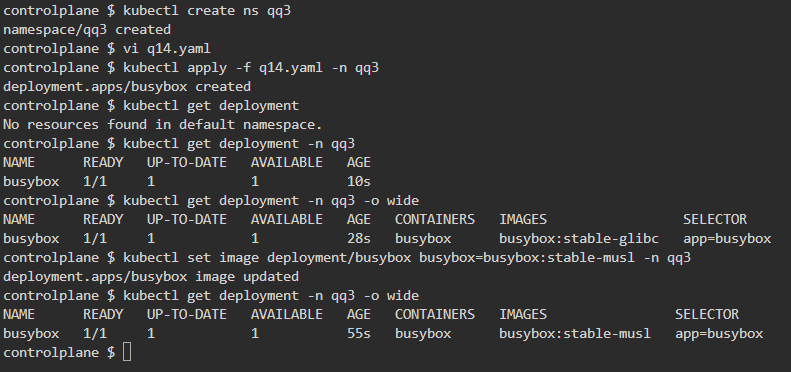 controlplane $ kubectl create ns qq3
namespace/qq3 created
controlplane $ vi q14.yaml
controlplane $ kubectl apply -f q14.yaml -n qq3
deployment.apps/busybox created
controlplane $ kubectl get deployment
No resources found in default namespace.
controlplane $ kubectl get deployment -n qq3
NAME      READY   UP-TO-DATE   AVAILABLE   AGE
busybox   1/1     1            1           10s
controlplane $ kubectl get deployment -n qq3 -o wide
NAME      READY   UP-TO-DATE   AVAILABLE   AGE   CONTAINERS   IMAGES                 SELECTOR
busybox   1/1     1            1           28s   busybox      busybox:stable-glibc   app=busybox
controlplane $ kubectl set image deployment/busybox busybox=busybox:stable-musl -n qq3
deployment.apps/busybox image updated
controlplane $ kubectl get deployment -n qq3 -o wide
NAME      READY   UP-TO-DATE   AVAILABLE   AGE   CONTAINERS   IMAGES                SELECTOR
busybox   1/1     1            1           55s   busybox      busybox:stable-musl   app=busybox
controlplane $